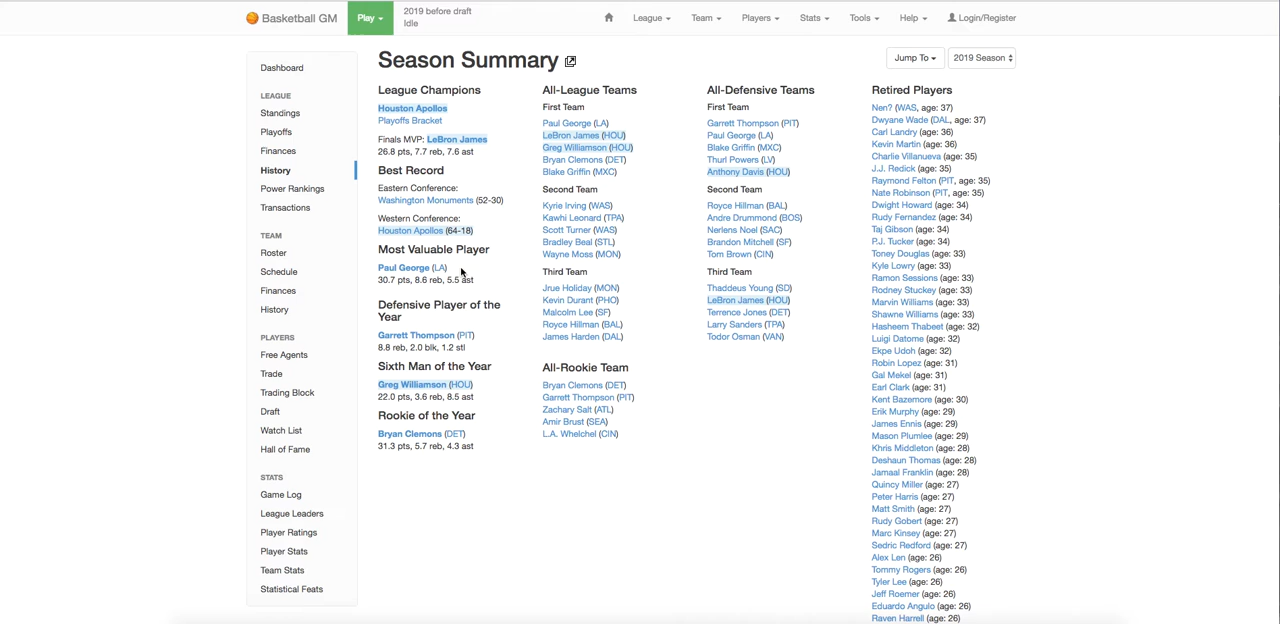 Basketball GM
Play
2019 before draft
Idle
League
Team
Players
Stats
Tools
Help
Login/Register
Dashboard
LEAGUE
Standings
Playoffs
Finances
History
Power Rankings
Transactions
TEAM
Roster
Schedule
Finances
History
PLAYERS
Free Agents
Trade
Trading Block
Draft
Watch List
Hall of Fame
STATS
Game Log
League Leaders
Player Ratings
Player Stats
Team Stats
Statistical Feats
Season Summary
Jump To
2019 Season
League Champions
Houston Apollos
Playoffs Bracket
Finals MVP: LeBron James
26.8 pts, 7.7 reb, 7.6 ast
Best Record
Eastern Conference:
Washington Monuments (52-30)
Western Conference:
Houston Apollos (64-18)
Most Valuable Player
Paul George (LA)
30.7 pts, 8.6 reb, 5.5 ast
Defensive Player of the
Year
Garrett Thompson (PIT)
8.8 reb, 2.0 blk, 1.2 stl
Sixth Man of the Year
Greg Williamson (HOU)
22.0 pts, 3.6 reb, 8.5 ast
Rookie of the Year
Bryan Clemons (DET)
31.3 pts, 5.7 reb, 4.3 ast
All-League Teams
First Team
Paul George (LA)
LeBron James (HOU)
Greg Williamson (HOU)
Bryan Clemons (DET)
Blake Griffin (MXC)
Second Team
Kyrie Irving (WAS)
Kawhi Leonard (TPA)
Scott Turner (WAS)
Bradley Beal (STL)
Wayne Moss (MON)
Third Team
Jrue Holiday (MON)
Kevin Durant (PHO)
Malcolm Lee (SF)
Royce Hillman (BAL)
James Harden (DAL)
All-Rookie Team
Bryan Clemons (DET)
Garrett Thompson (PIT)
Zachary Salt (ATL)
Amir Brust (SEA)
L.A. Whelchel (CIN)
All-Defensive Teams
First Team
Garrett Thompson (PIT)
Paul George (LA)
Blake Griffin (MXC)
Thurl Powers (LV)
Anthony Davis (HOU)
Second Team
Royce Hillman (BAL)
Andre Drummond (BOS)
Nerlens Noel (SAC)
Brandon Mitchell (SF)
Tom Brown (CIN)
Third Team
Thaddeus Young (SD)
LeBron James (HOU)
Terrence Jones (DET)
Larry Sanders (TPA)
Todor Osman (VAN)
Retired Players
Nen? (WAS, age: 37)
Dwyane Wade (DAL, age: 37)
Carl Landry (age: 36)
Kevin Martin (age: 36)
Charlie Villanueva (age: 35)
J.J. Redick (age: 35)
Raymond Felton (PIT, age: 35)
Nate Robinson (PIT, age: 35)
Dwight Howard (age: 34)
Rudy Fernandez (age: 34)
Taj Gibson (age: 34)
P.J. Tucker (age: 34)
Toney Douglas (age: 33)
Kyle Lowry (age: 33)
Ramon Sessions (age: 33)
Rodney Stuckey (age: 33)
Marvin Williams (age: 33)
Shawne Williams (age: 33)
Hasheem Thabeet (age: 32)
Luigi Datome (age: 32)
Ekpe Udoh (age: 32)
Robin Lopez (age: 31)
Gal Mekel (age: 31)
Earl Clark (age: 31)
Kent Bazemore (age: 30)
Erik Murphy (age: 29)
James Ennis (age: 29)
Mason Plumlee (age: 29)
Khris Middleton (age: 28)
Deshaun Thomas (age: 28)
Jamaal Franklin (age: 28)
Quincy Miller (age: 27)
Peter Harris (age: 27)
Matt Smith (age: 27)
Rudy Gobert (age: 27)
Marc Kinsey (age: 27)
Sedric Redford (age: 27)
Alex Len (age: 26)
Tommy Rogers (age: 26)
Tyler Lee (age: 26)
Jeff Roemer (age: 26)
Eduardo Angulo (age: 26)
Raven Harrell (age: 26)